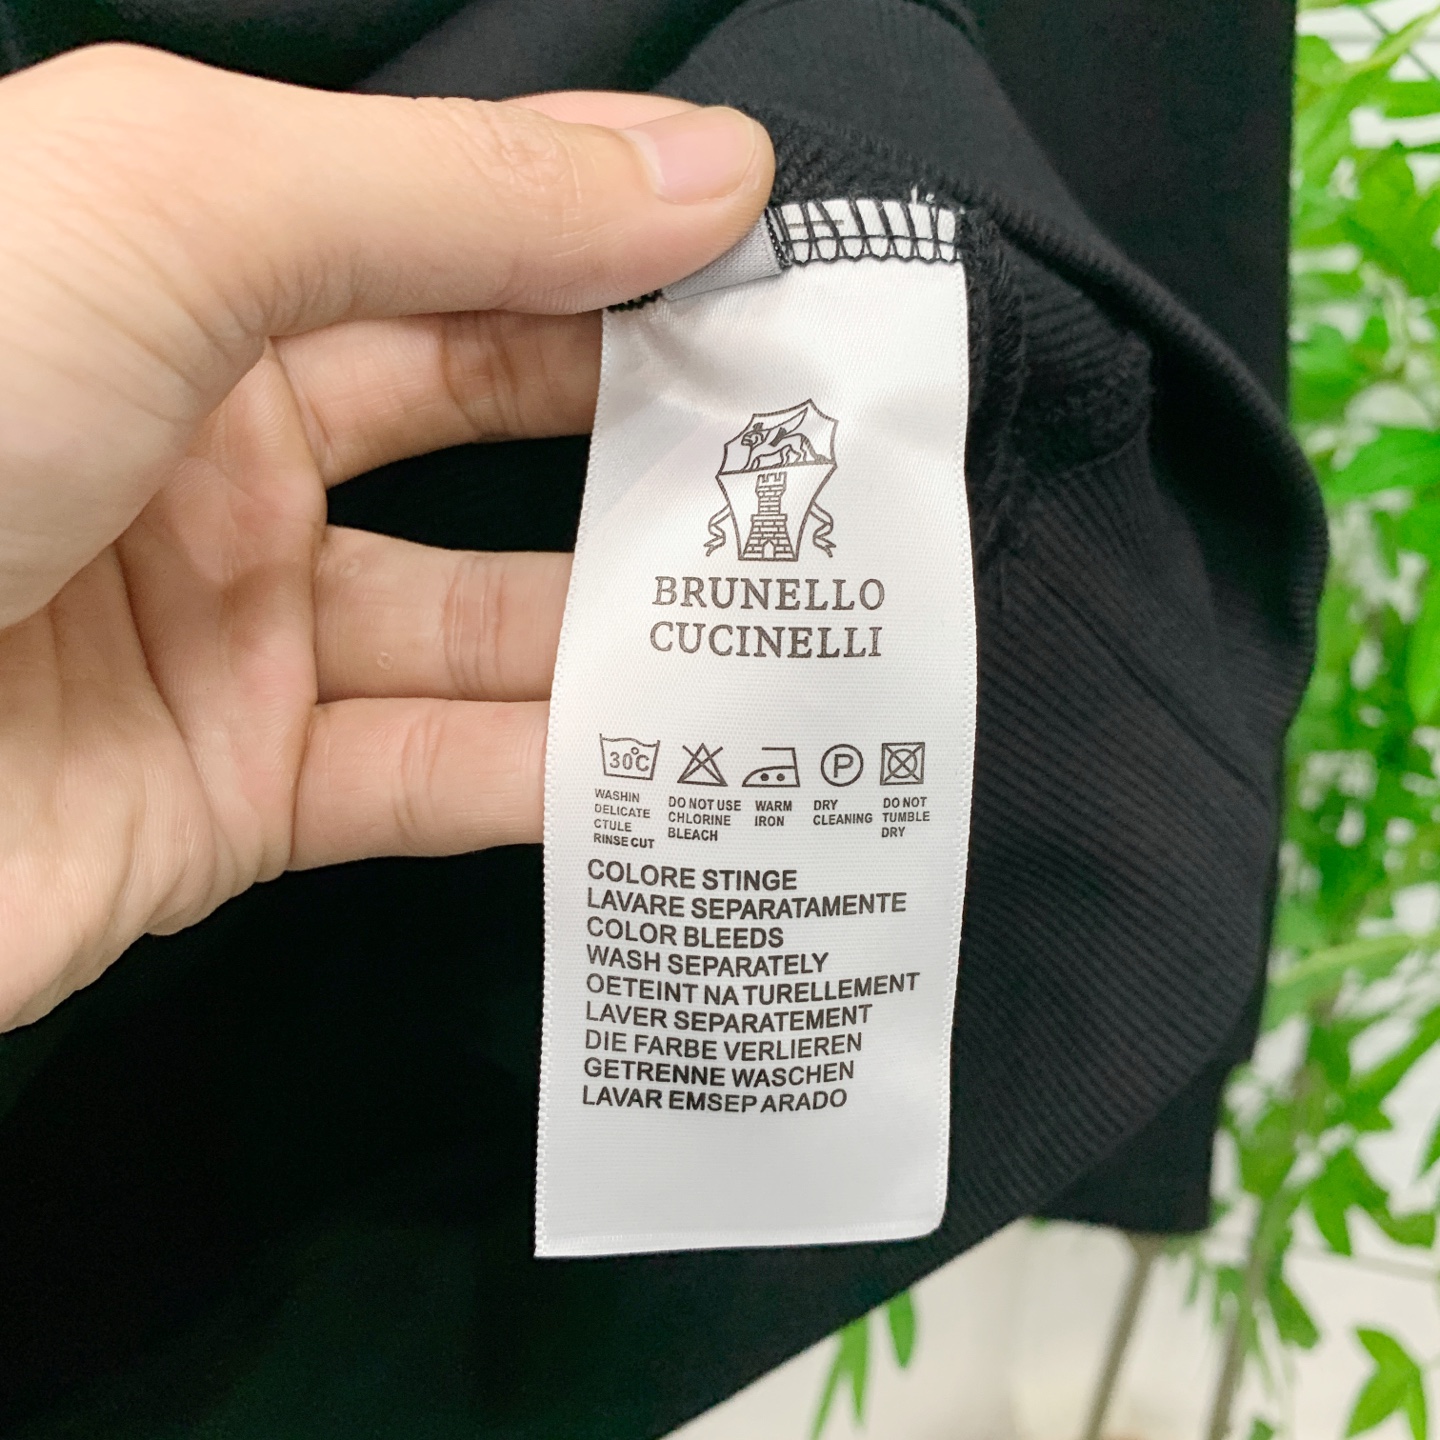 BRUNELLO
CUCINELLI
30°C
P
WASHIN
DELICATE
CTULE
RINSE CUT
DO NOT USE
CHLORINE
BLEACH
WARM
IRON
DRY
CLEANING
DO NOT
TUMBLE
DRY
COLORE STINGE
LAVARE SEPARATAMENTE
COLOR BLEEDS
WASH SEPARATELY
OETEINT NA TURELLEMENT
LAVER SEPARATEMENT
DIE FARBE VERLIEREN
GETRENNE WASCHEN
LAVAR EMSEP ARADO